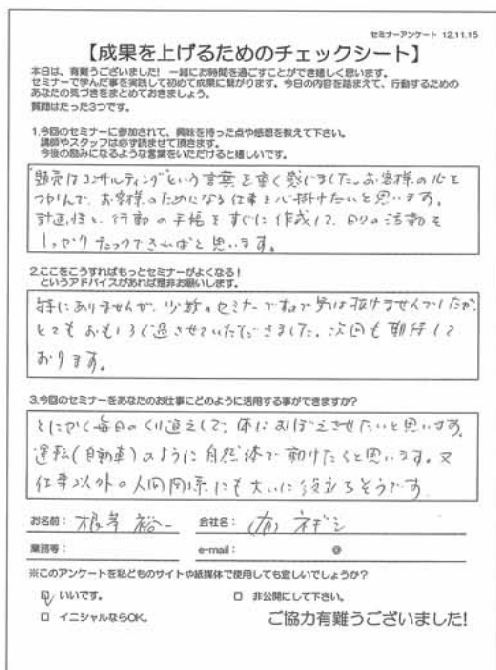 セミナーアンケート 12.11.15
【成果を上げるためのチェックシート】
本日は、有難うございました! 一緒にお時間を過ごすことができ嬉しく思います。
セミナーで学んだ事を実践して初めて成果に繋がります。今日の内容を踏まえて、行動するための
あなたの気づきをまとめておきましょう。
質問はたった3つです。
1.今回のセミナーに参加されて、興味を持った点や感想を教えて下さい。
講師やスタッフは必ず読ませて頂きます。
今後の励みになるような言葉をいただけると嬉しいです。
販売はコンサルティングという言葉を重く感じました。お客様の心を
つかんで、お客様のためになる仕事を心掛けたいと思います。
計画性と、行動の手帳をすぐに作成して、日々の活動を
しっかりチェックできればと思います。
2.ここをこうすればもっとセミナーがよくなる!
というアドバイスがあれば是非お願いします。
特にありませんが、少数のセミナーですので気は抜けませんでしたが、
とてもおもしろく過させていただきました。次回も期待して
おります。
3.今回のセミナーをあなたのお仕事にどのように活用する事ができますか?
とにかく毎日のくり返えしで、体におぼえさせたいと思います。
運転(自動車)のように自然体で動けたらと思います。又
仕事以外の人間関係にも大いに役立ちそうです
お名前: 根岸 裕一 会社名: (有)ネギシ
業務等: e-mail: @
※このアンケートを私どものサイトや紙媒体で使用しても宜しいでしょうか?
いいです。 □ 非公開にして下さい。
□ イニシャルならOK. ご協力有難うございました!